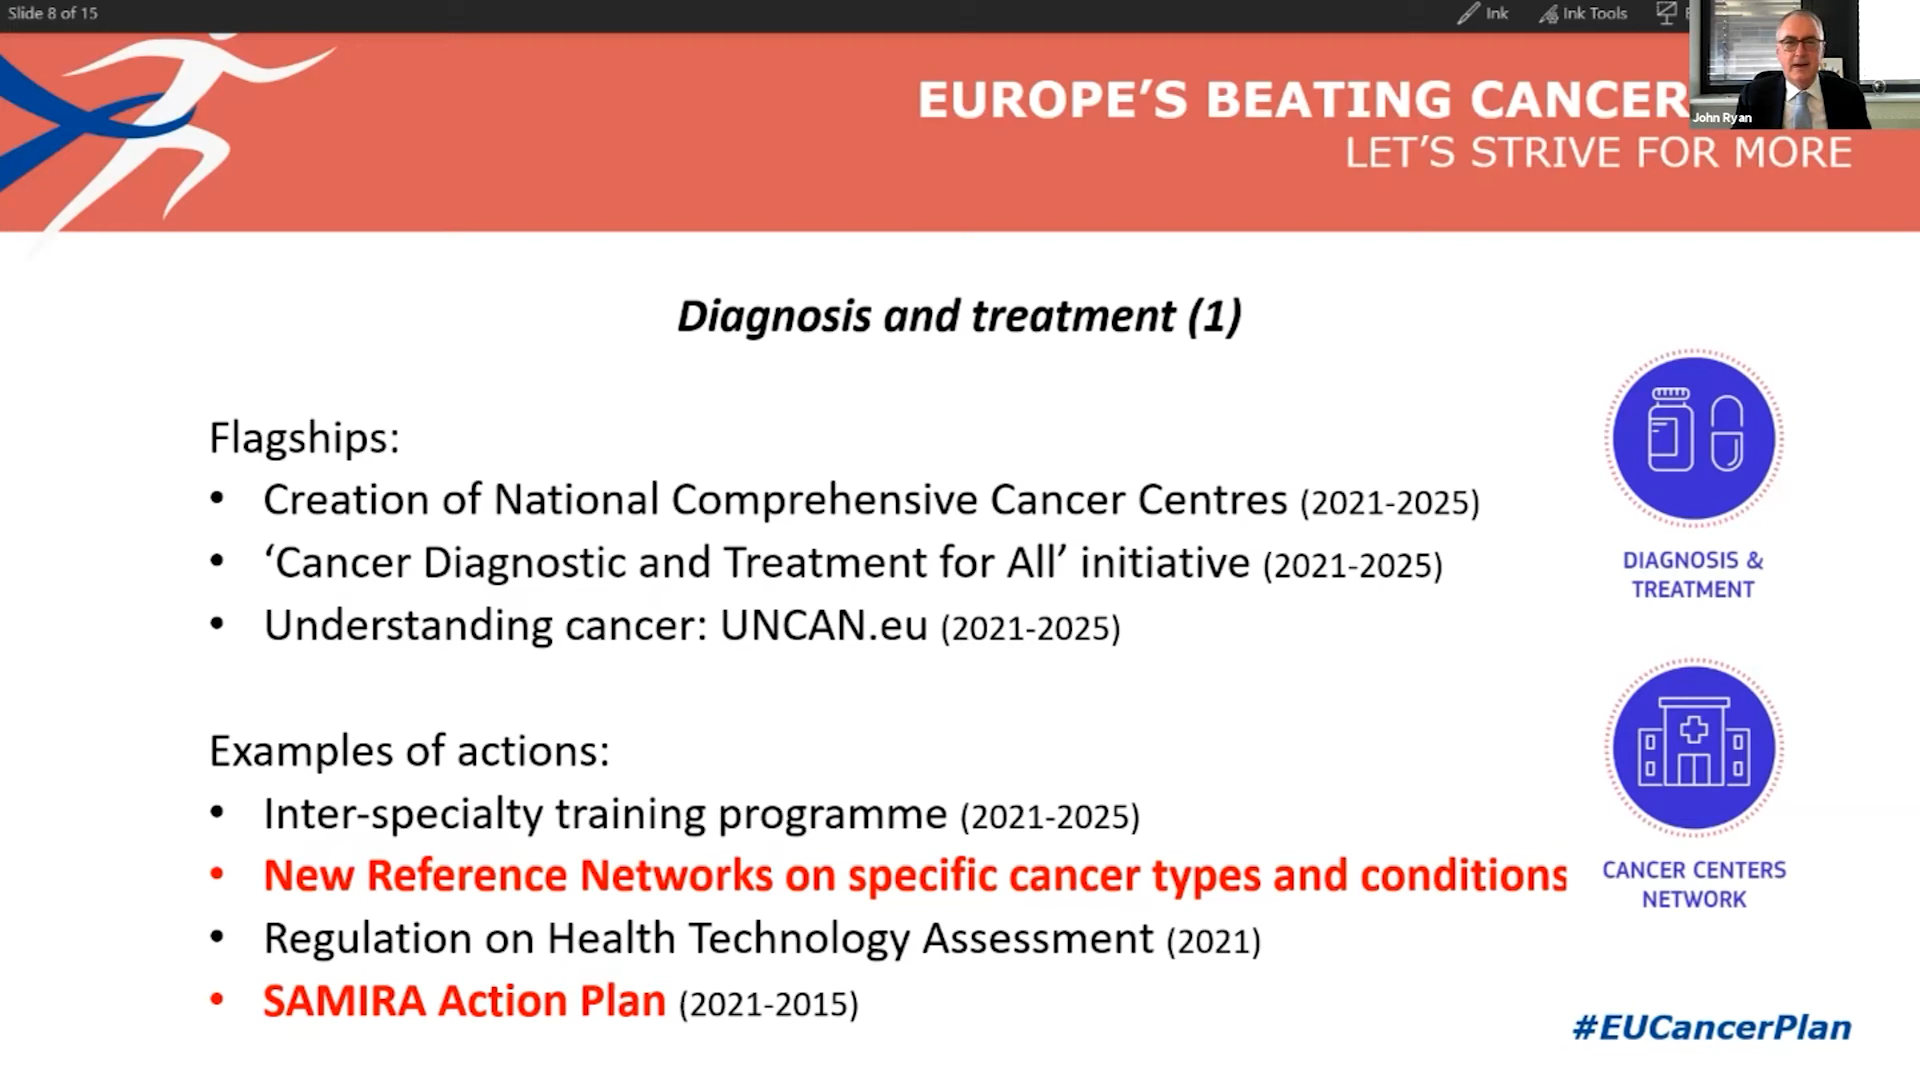 Slide 8 of 15
Ink
Ink Tools
John Ryan
EUROPE’S BEATING CANCER
LET’S STRIVE FOR MORE
Diagnosis and treatment (1)
Flagships:
• Creation of National Comprehensive Cancer Centres (2021-2025)
• ‘Cancer Diagnostic and Treatment for All’ initiative (2021-2025)
• Understanding cancer: UNCAN.eu (2021-2025)
Examples of actions:
• Inter-specialty training programme (2021-2025)
• New Reference Networks on specific cancer types and conditions
• Regulation on Health Technology Assessment (2021)
• SAMIRA Action Plan (2021-2015)
DIAGNOSIS &
TREATMENT
CANCER CENTERS
NETWORK
#EUCancerPlan